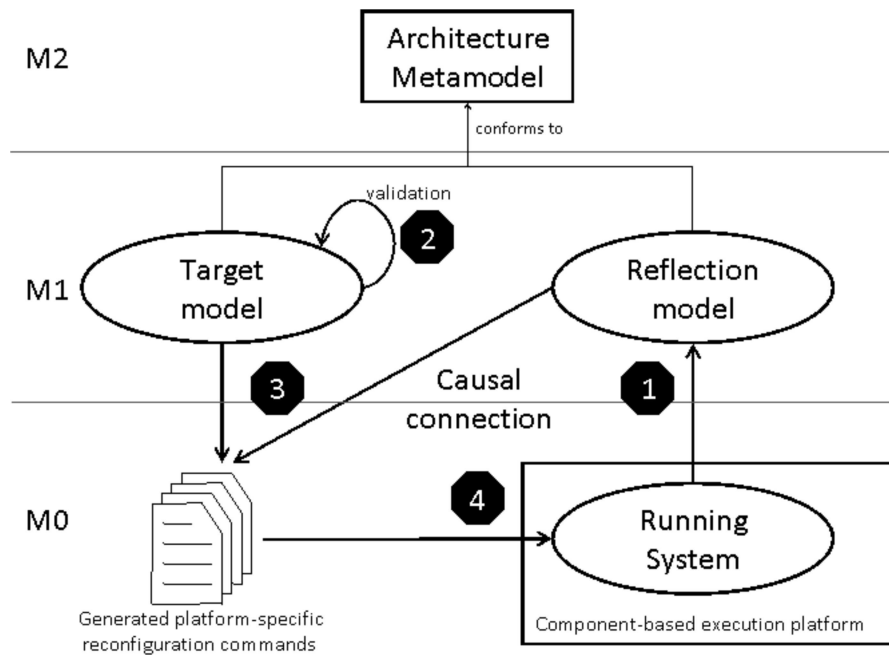 M2
Architecture
Metamodel
conforms to
validation
2
M1
Target
model
Reflection
model
3
Causal
connection
1
M0
4
Running
System
Generated platform-specific
reconfiguration commands
Component-based execution platform